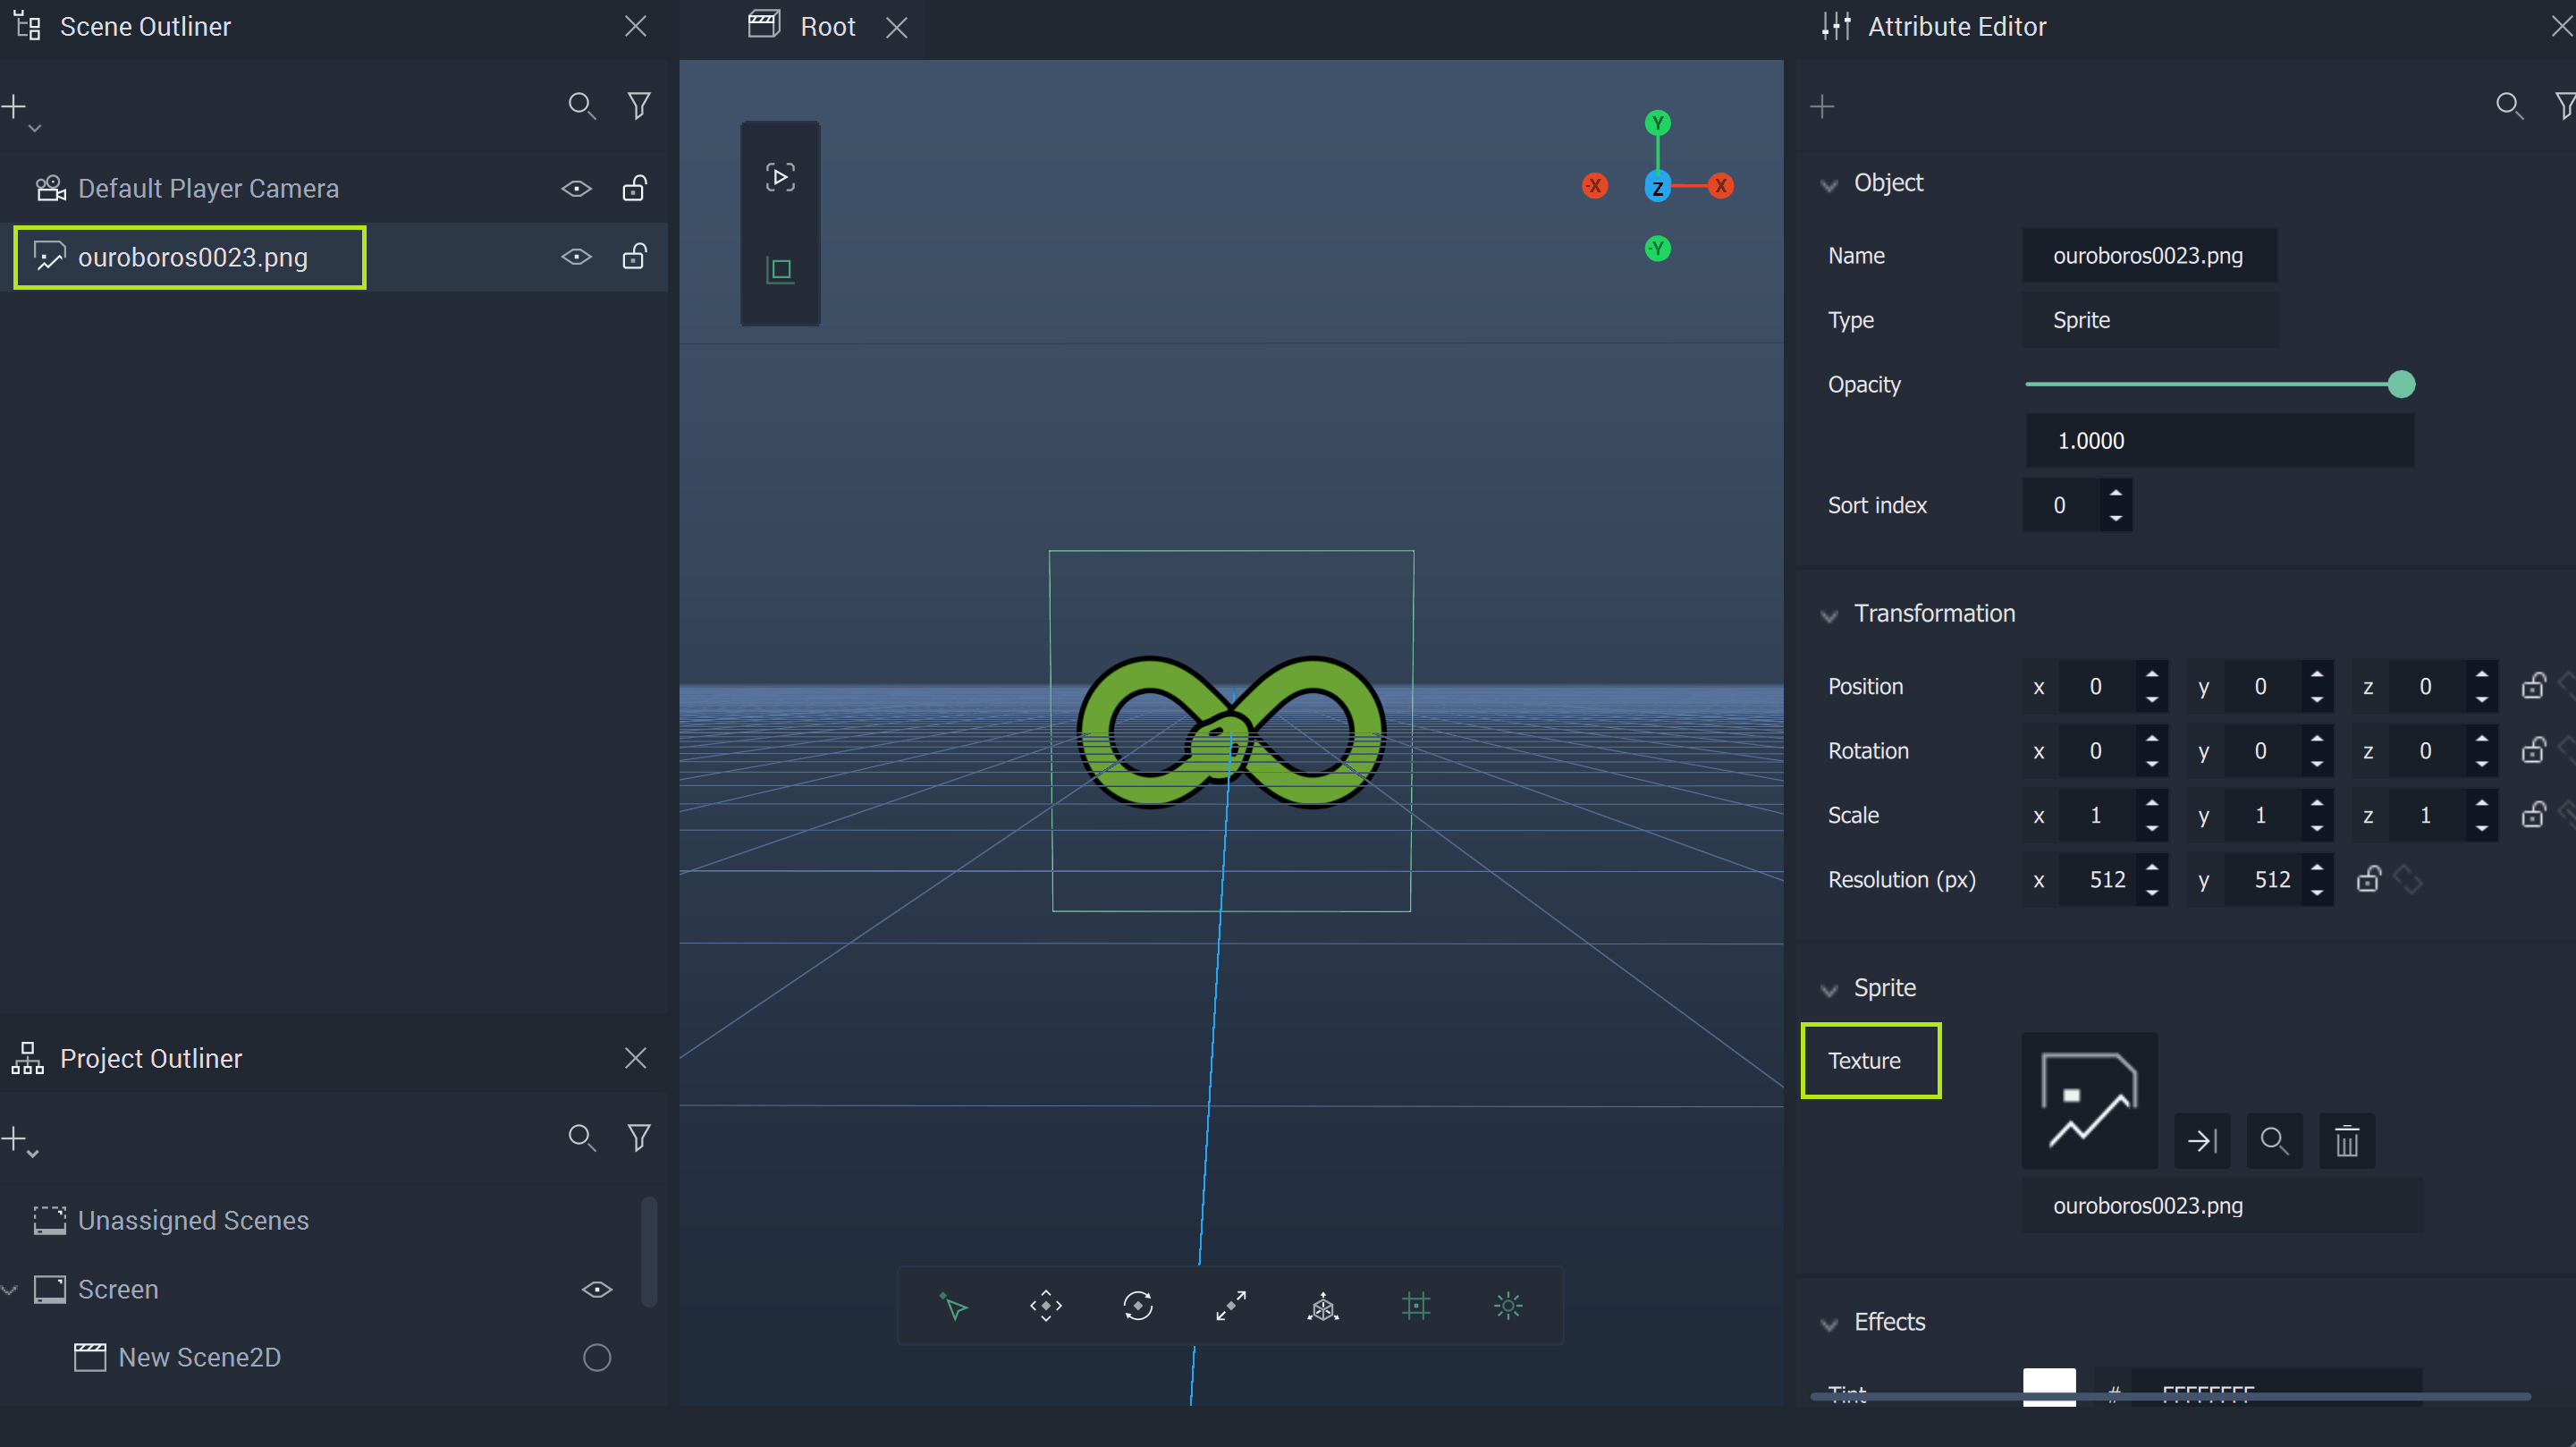 Scene Outliner
Default Player Camera
ouroboros0023.png
Project Outliner
Unassigned Scenes
Screen
New Scene2D
Root
Y
-X
Z
X
-Y
Attribute Editor
Object
Name ouroboros0023.png
Type Sprite
Opacity
1.0000
Sort index 0
Transformation
Position x 0 y 0 z 0
Rotation x 0 y 0 z 0
Scale x 1 y 1 z 1
Resolution (px) x 512 y 512
Sprite
Texture
ouroboros0023.png
Effects
Tint # FFFFFFFF